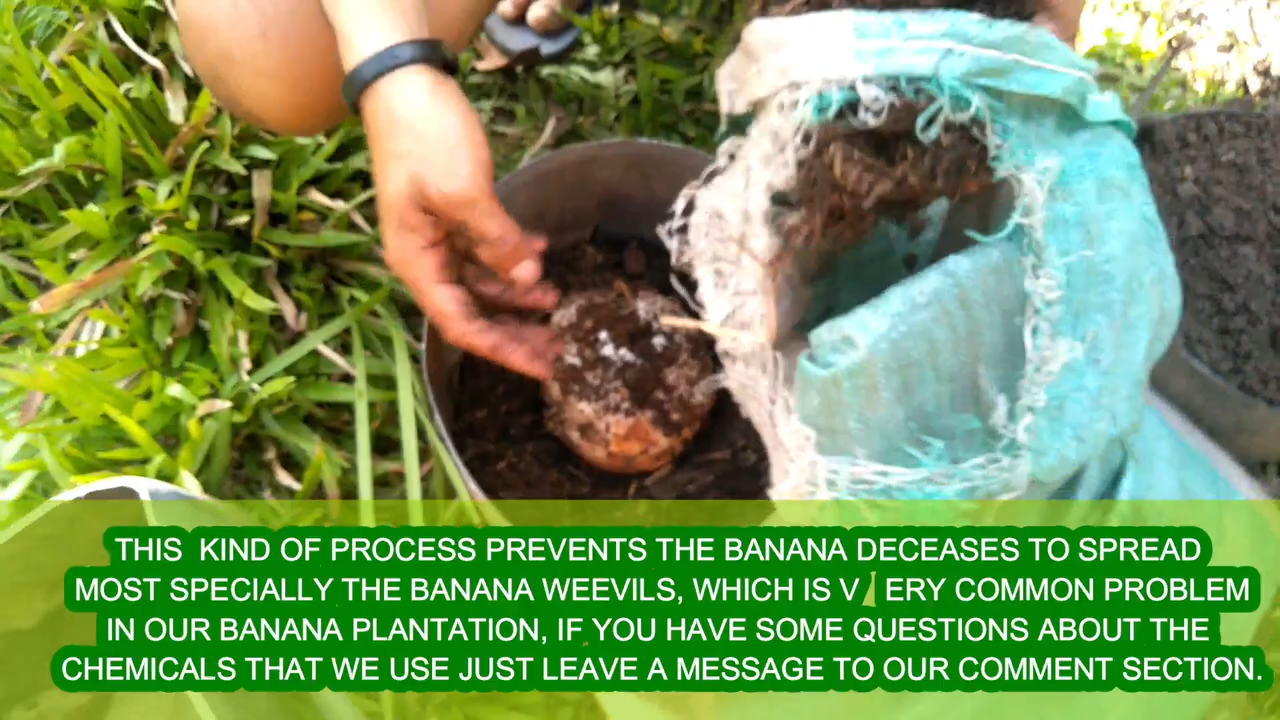 THIS KIND OF PROCESS PREVENTS THE BANANA DECEASES TO SPREAD
MOST SPECIALLY THE BANANA WEEVILS, WHICH IS V ERY COMMON PROBLEM
IN OUR BANANA PLANTATION, IF YOU HAVE SOME QUESTIONS ABOUT THE
CHEMICALS THAT WE USE JUST LEAVE A MESSAGE TO OUR COMMENT SECTION.